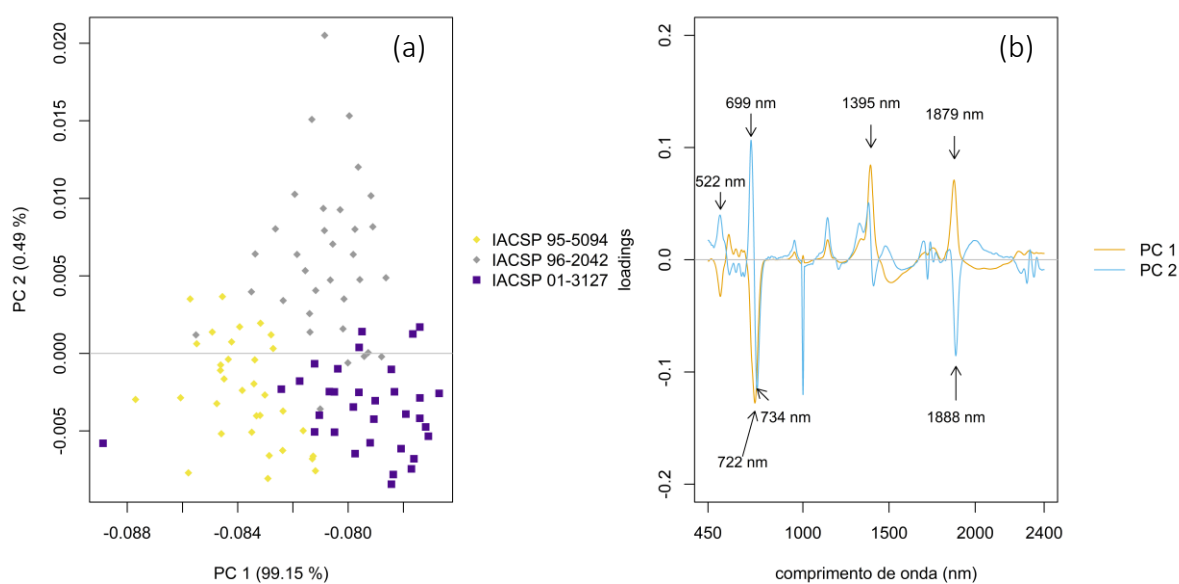 (a)
PC 2 (0.49 %)
0.020
0.015
0.010
0.005
0.000
-0.005
-0.088
-0.084
-0.080
PC 1 (99.15 %)
IACSP 95-5094
IACSP 96-2042
IACSP 01-3127
(b)
loadings
0.2
0.1
0.0
-0.1
-0.2
699 nm
1395 nm
1879 nm
522 nm
734 nm
722 nm
1888 nm
450
1000
1500
2000
2400
comprimento de onda (nm)
PC 1
PC 2